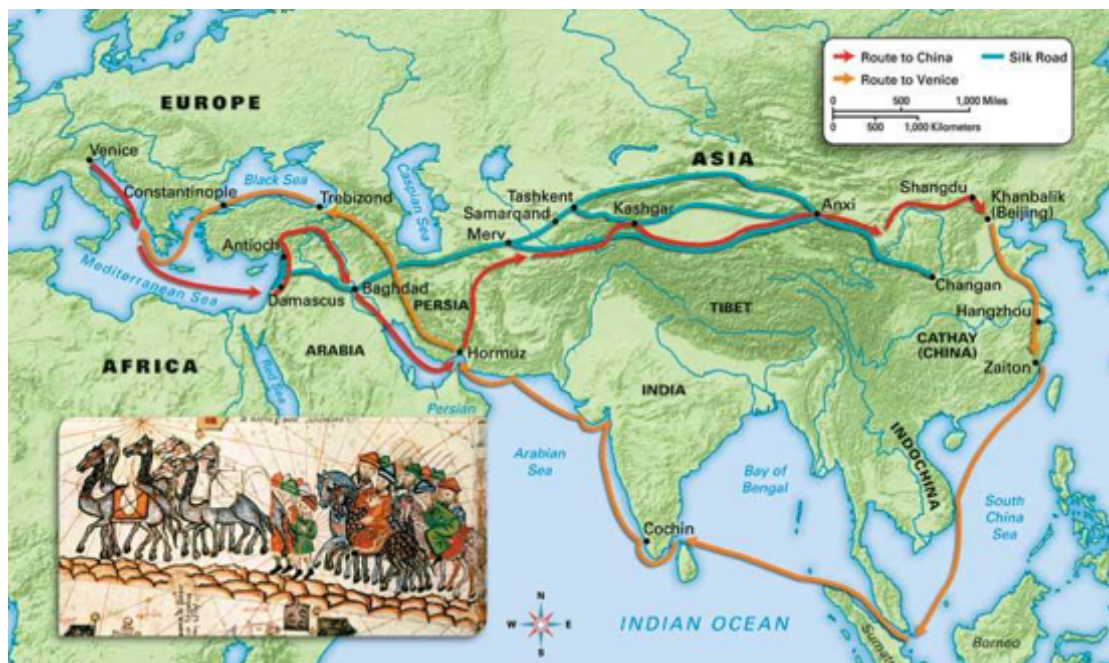 Route to China
Silk Road
Route to Venice
0 500 1,000 Miles
0 500 1,000 Kilometers
EUROPE
Venice
Black Sea
Constantinople
Trebizond
Caspian Sea
ASIA
Tashkent
Samarqand
Kashgar
Merv
Anxi
Shangdu
Khanbalik
(Beijing)
Antioch
Mediterranean Sea
Damascus
Baghdad
PERSIA
Changan
TIBET
Hangzhou
CATHAY
(CHINA)
Zaiton
AFRICA
ARABIA
Hormuz
INDIA
Red Sea
Persian
Arabian
Sea
Bay of
Bengal
INDOCHINA
South
China
Sea
Cochin
N
W E
S
INDIAN OCEAN
Sumat
Borneo